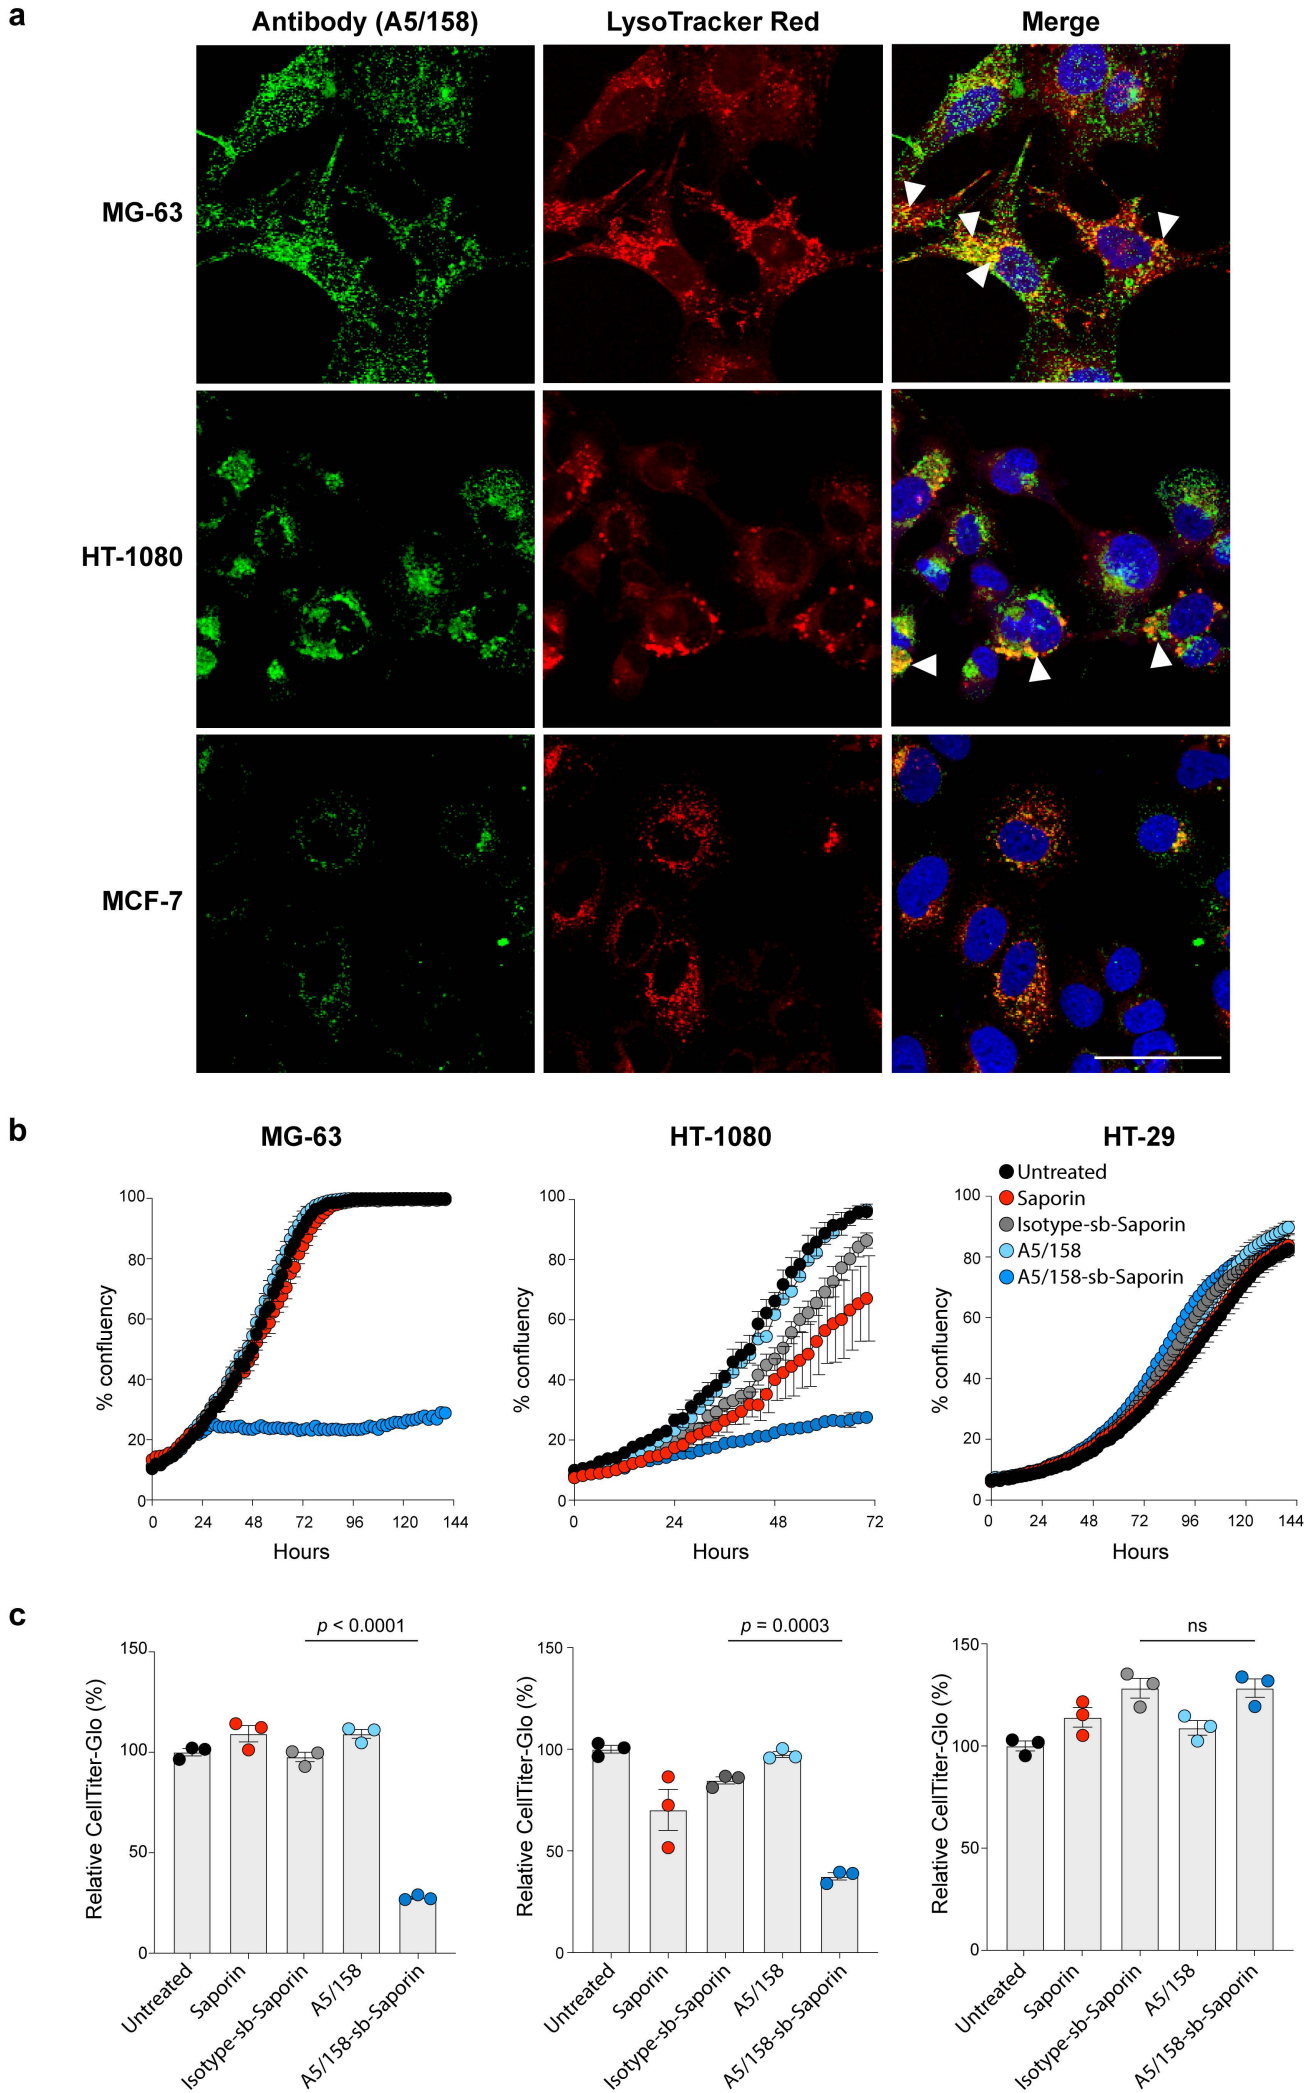 a
Antibody (A5/158) LysoTracker Red Merge
MG-63
HT-1080
MCF-7
b
MG-63 HT-1080 HT-29
Untreated
Saporin
Isotype-sb-Saporin
A5/158
A5/158-sb-Saporin
% confluency
100
80
60
40
20
0
0 24 48 72 96 120 144
Hours
% confluency
100
80
60
40
20
0
0 24 48 72
Hours
% confluency
100
80
60
40
20
0
0 24 48 72 96 120 144
Hours
c
p < 0.0001
Relative CellTiter-Glo (%)
150
100
50
0
Untreated
Saporin
Isotype-sb-Saporin
A5/158
A5/158-sb-Saporin
p = 0.0003
Relative CellTiter-Glo (%)
150
100
50
0
Untreated
Saporin
Isotype-sb-Saporin
A5/158
A5/158-sb-Saporin
ns
Relative CellTiter-Glo (%)
150
100
50
0
Untreated
Saporin
Isotype-sb-Saporin
A5/158
A5/158-sb-Saporin